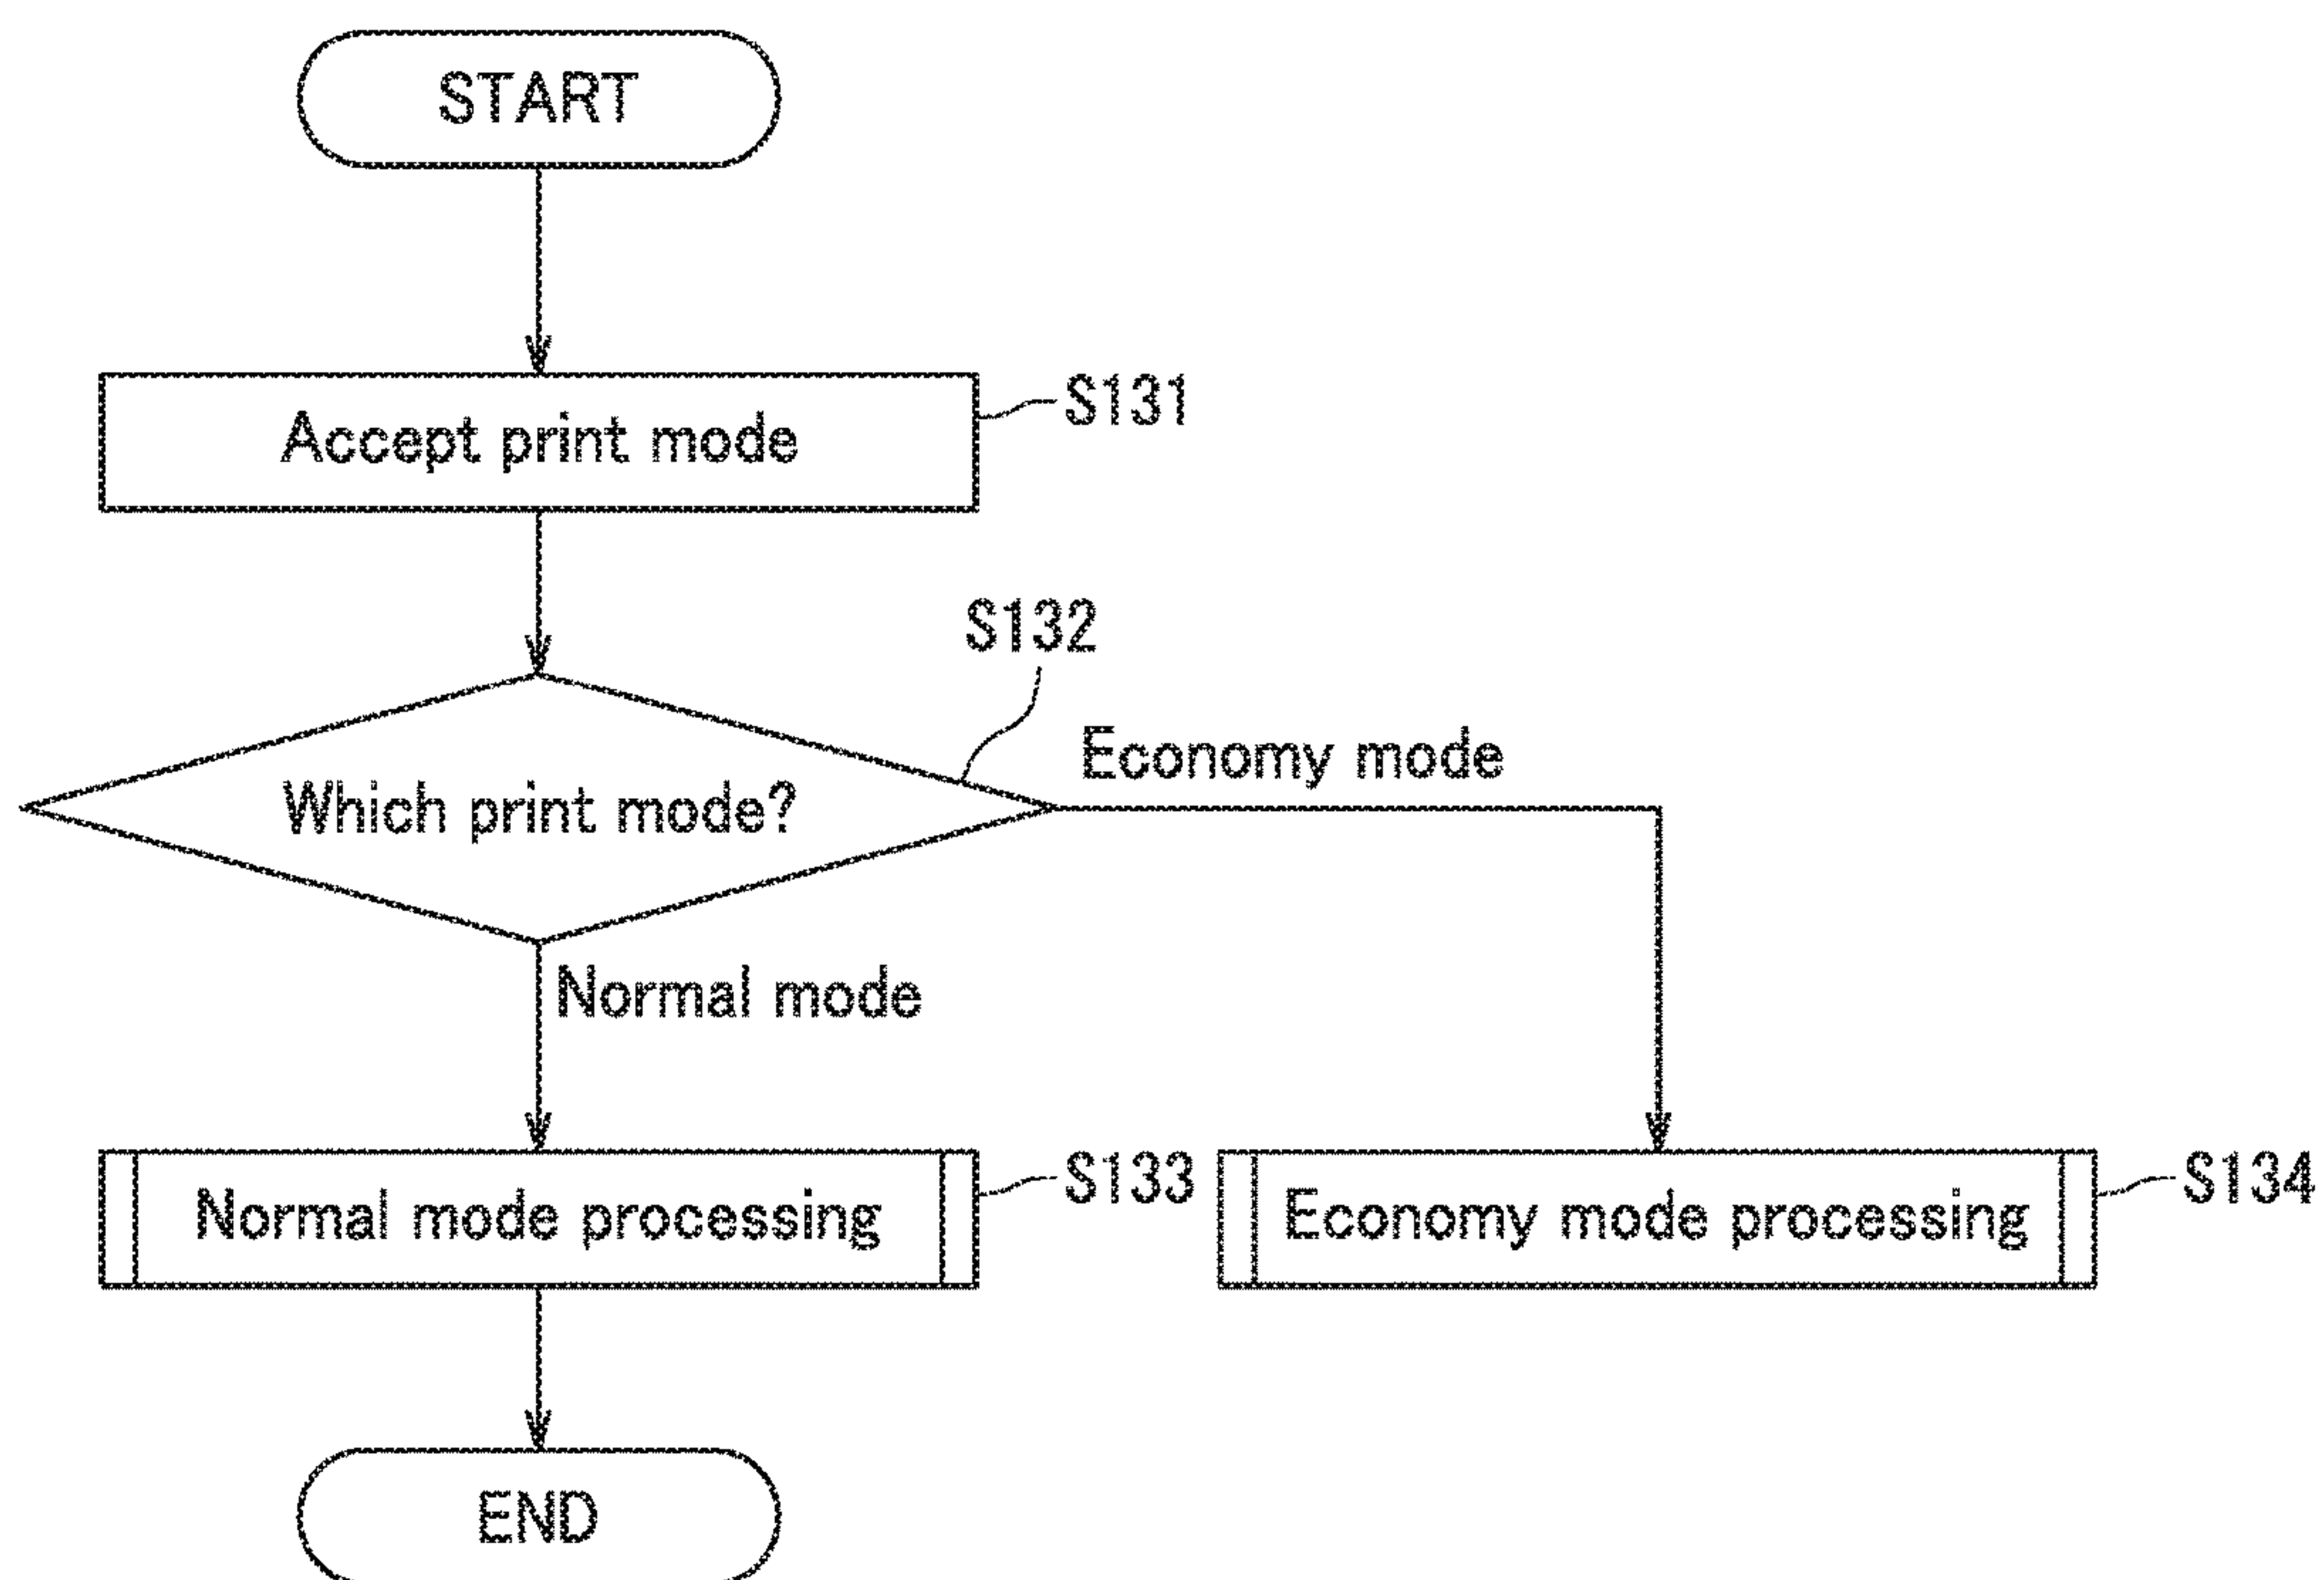 START
Accept print mode
S131
S132
Which print mode?
Economy mode
Normal mode
Normal mode processing
S133
Economy mode processing
S134
END